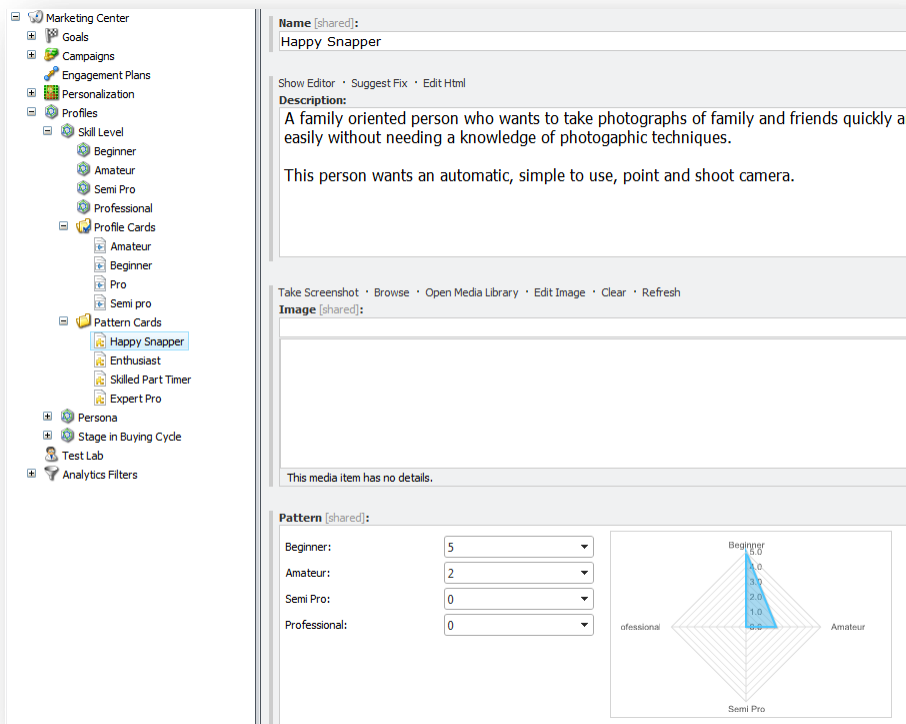 Marketing Center
Goals
Campaigns
Engagement Plans
Personalization
Profiles
Skill Level
Beginner
Amateur
Semi Pro
Professional
Profile Cards
Amateur
Beginner
Pro
Semi pro
Pattern Cards
Happy Snapper
Enthusiast
Skilled Part Timer
Expert Pro
Persona
Stage in Buying Cycle
Test Lab
Analytics Filters
Name [shared]:
Happy Snapper
Show Editor · Suggest Fix · Edit Html
Description:
A family oriented person who wants to take photographs of family and friends quickly a
easily without needing a knowledge of photogaphic techniques.
This person wants an automatic, simple to use, point and shoot camera.
Take Screenshot · Browse · Open Media Library · Edit Image · Clear · Refresh
Image [shared]:
This media item has no details.
Pattern [shared]:
Beginner: 5
Amateur: 2
Semi Pro: 0
Professional: 0
Beginner
5.0
4.0
3.0
2.0
1.0
0.0
ofessional
Amateur
Semi Pro